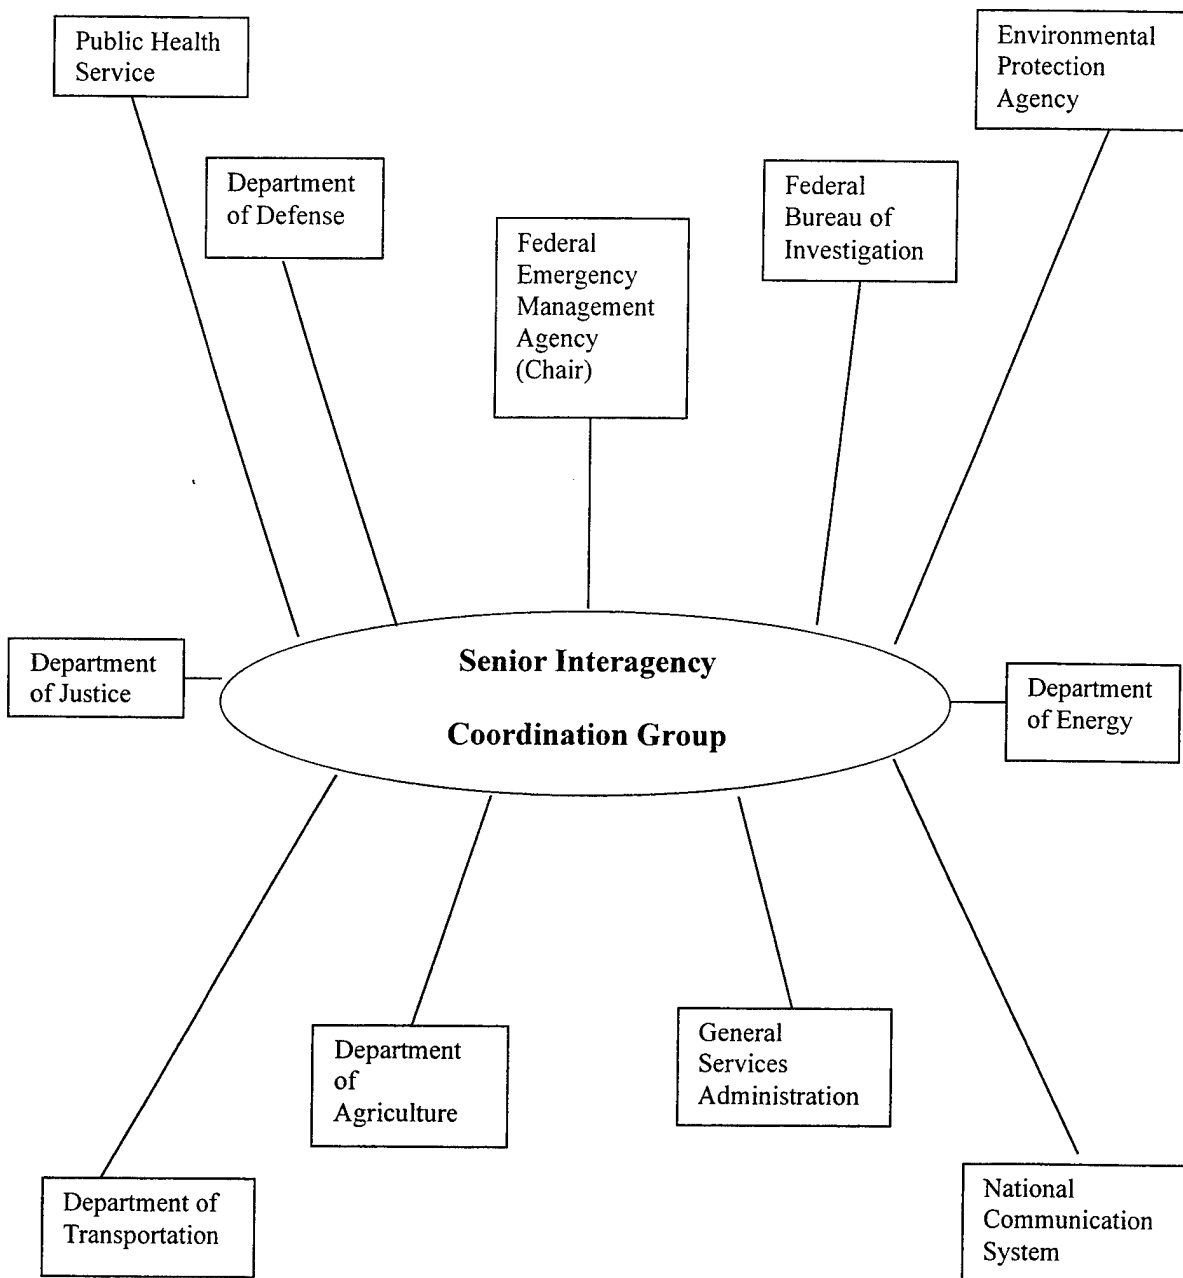 Public Health
Service
Environmental
Protection
Agency
Department
of Defense
Federal
Bureau of
Investigation
Federal
Emergency
Management
Agency
(Chair)
Department
of Justice
Senior Interagency
Coordination Group
Department
of Energy
Department
of
Agriculture
General
Services
Administration
Department of
Transportation
National
Communication
System